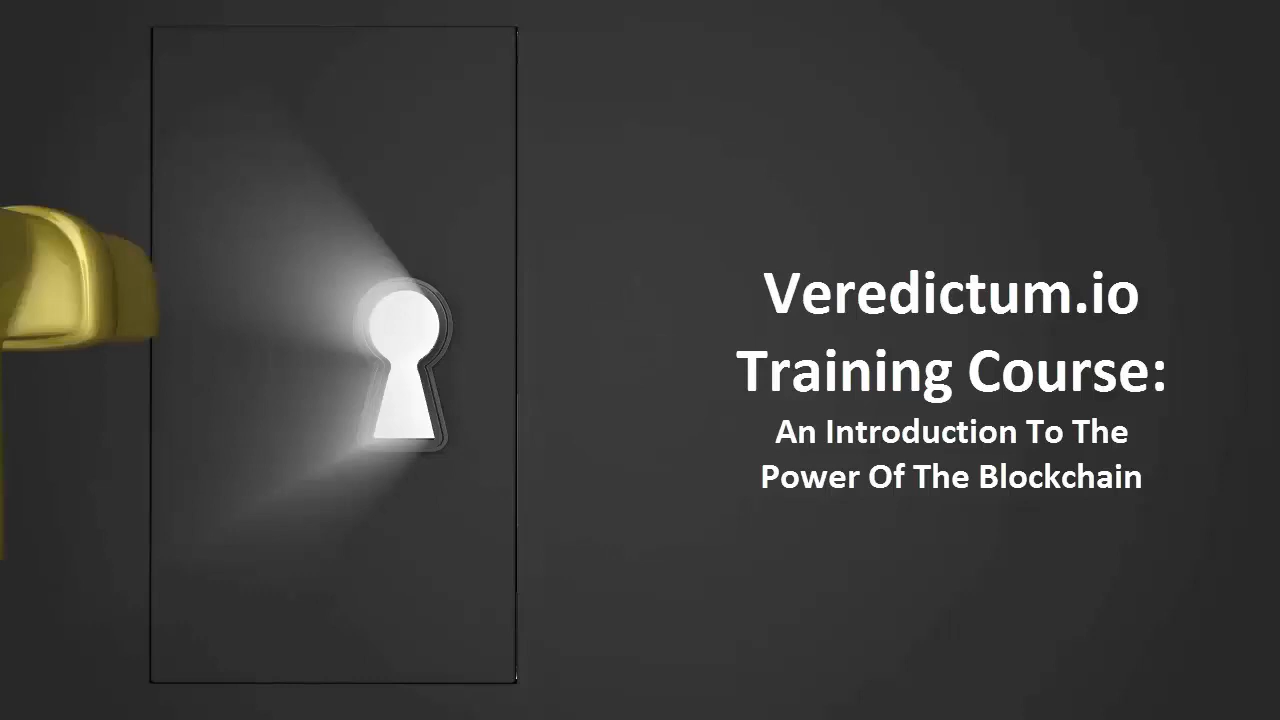 Veredictum.io
Training Course:
An Introduction To The
Power Of The Blockchain